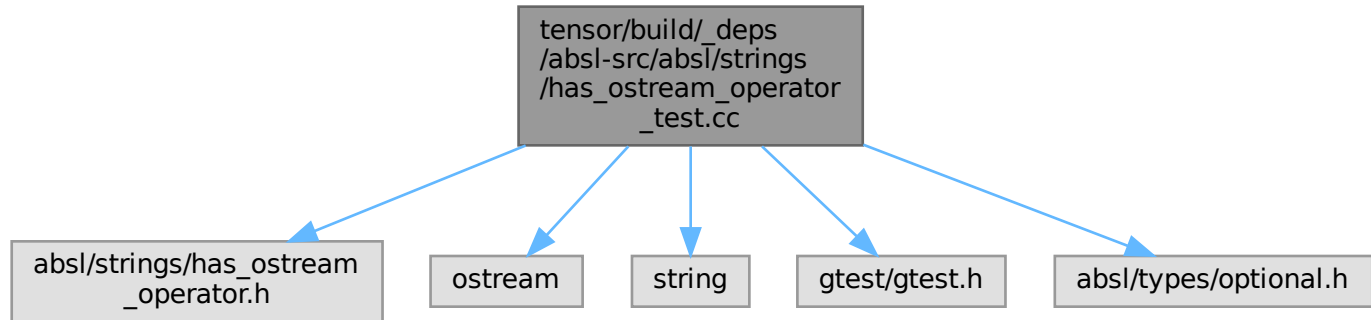 tensor/build/_deps
/absl-src/absl/strings
/has_ostream_operator
_test.cc
absl/strings/has_ostream
_operator.h
ostream
string
gtest/gtest.h
absl/types/optional.h